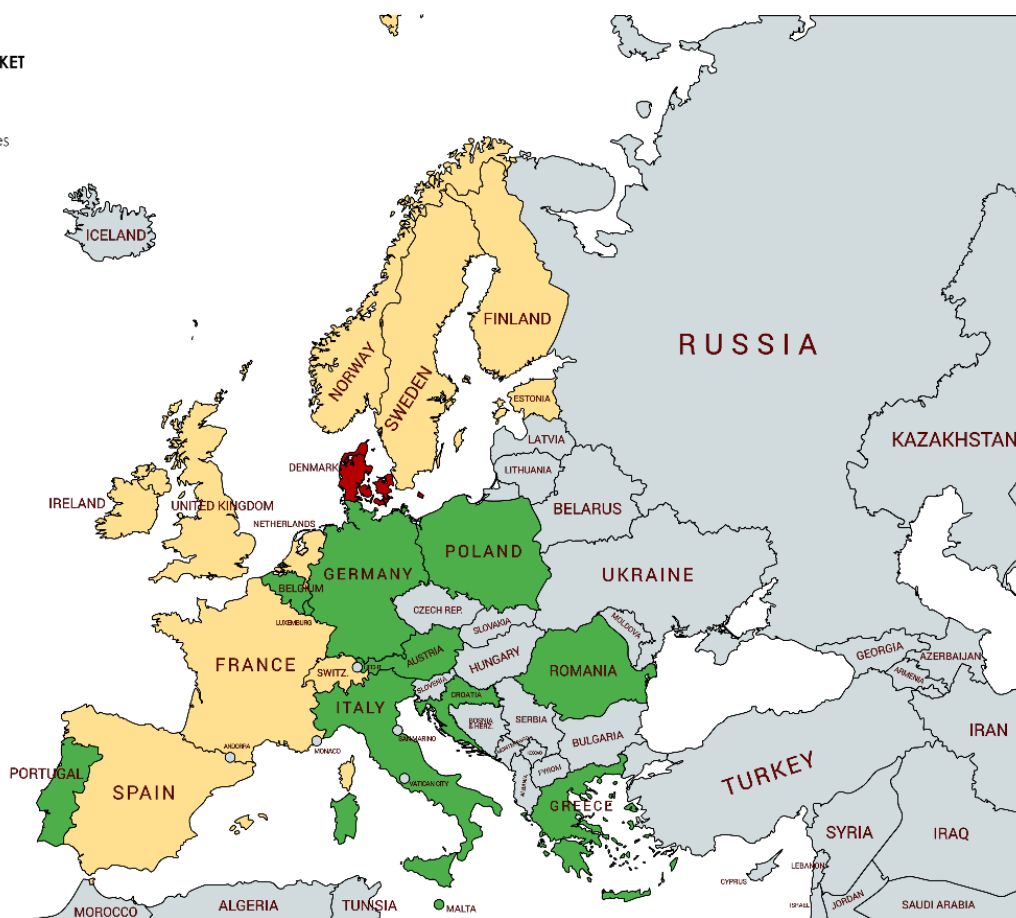 KET
es
ICELAND
RUSSIA
FINLAND
NORWAY
SWEDEN
ESTONIA
LATVIA
KAZAKHSTAN
DENMARK
LITHUANIA
IRELAND
UNITED KINGDOM
BELARUS
NETHERLANDS
POLAND
GERMANY
UKRAINE
BELGIUM
CZECH REP.
LUXEMBURG
SLOVAKIA
MOLDOVA
FRANCE
SWITZ.
AUSTRIA
HUNGARY
ROMANIA
GEORGIA
AZERBAIJAN
ARMENIA
SLOVENIA
CROATIA
ITALY
BOSNIA
& HERZ.
SERBIA
SAN MARINO
BULGARIA
IRAN
ANDORRA
MONACO
FYROM
ALBANIA
PORTUGAL
SPAIN
VATICAN CITY
TURKEY
GREECE
SYRIA
IRAQ
LEBANON
CYPRUS
ISRAEL
JORDAN
SAUDI ARABIA
MOROCCO
ALGERIA
TUNISIA
MALTA